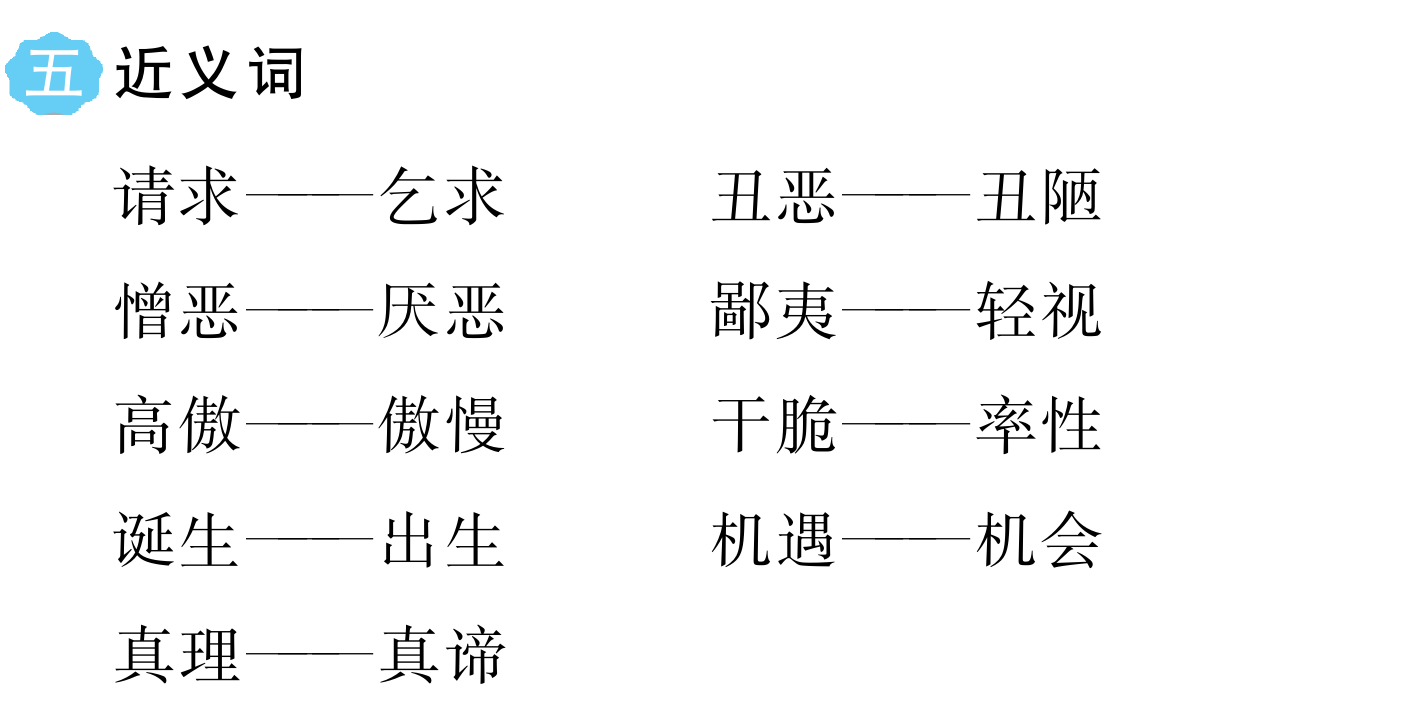 五 近义词
请求——乞求 丑恶——丑陋
憎恶——厌恶 鄙夷——轻视
高傲——傲慢 干脆——率性
诞生——出生 机遇——机会
真理——真谛